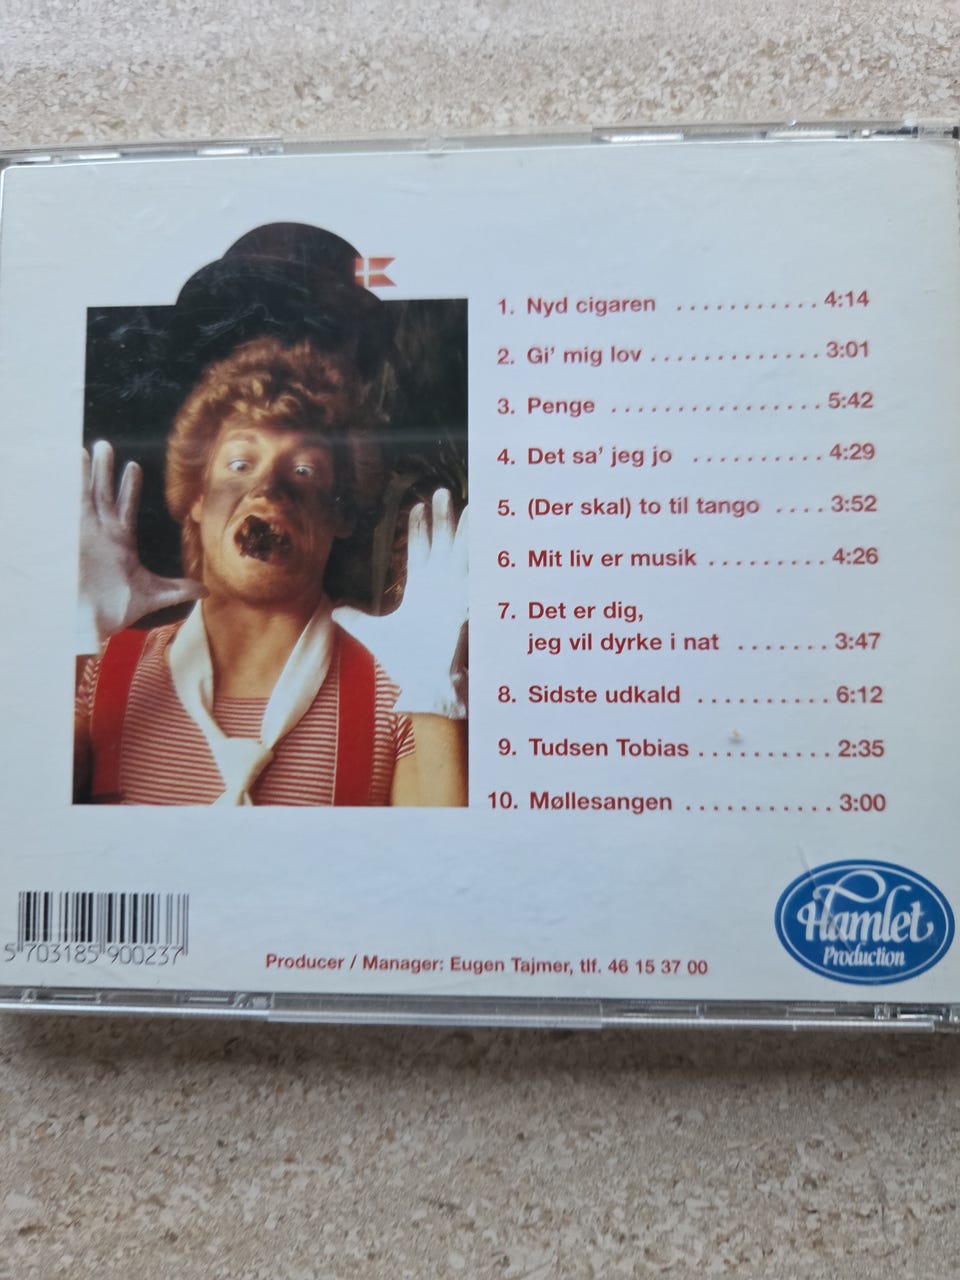 1. Nyd cigaren ........... 4:14
2. Gi' mig lov ............. 3:01
3. Penge ................ 5:42
4. Det sa' jeg jo .......... 4:29
5. (Der skal) to til tango .... 3:52
6. Mit liv er musik ......... 4:26
7. Det er dig,
jeg vil dyrke i nat ....... 3:47
8. Sidste udkald .......... 6:12
9. Tudsen Tobias .......... 2:35
10. Møllesangen ........... 3:00
Hamlet
Production
5 703185 900237
Producer / Manager: Eugen Tajmer, tlf. 46 15 37 00